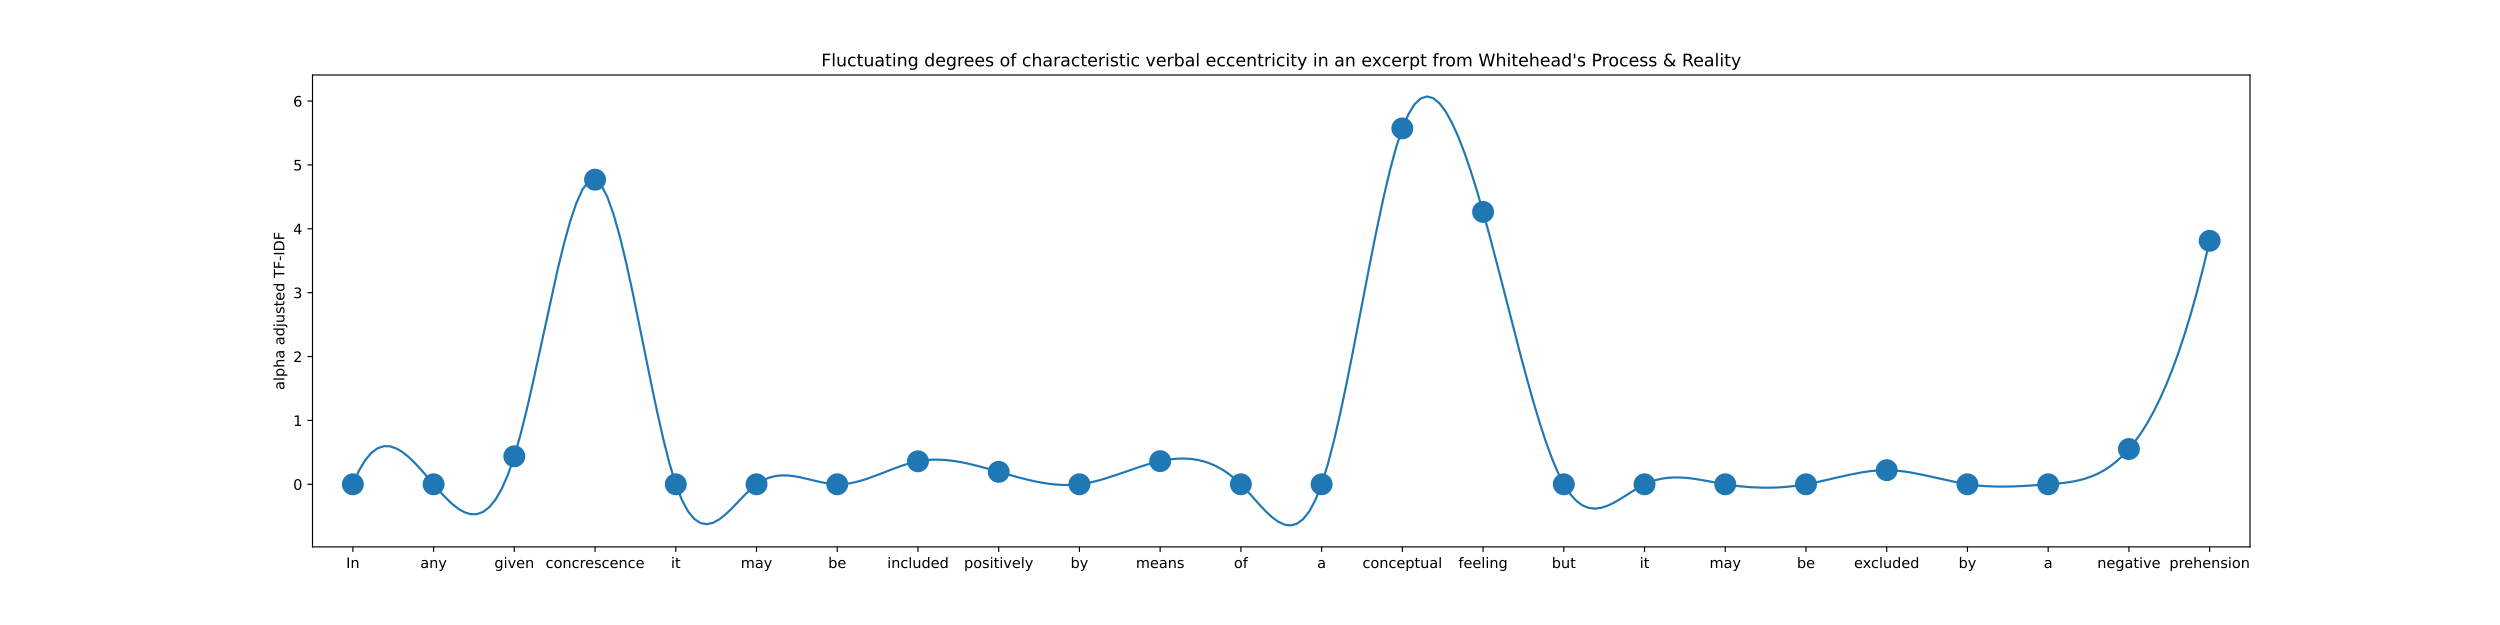 Fluctuating degrees of characteristic verbal eccentricity in an excerpt from Whitehead's Process & Reality
alpha adjusted TF-IDF
6
5
4
3
2
1
0
In any given concrescence it may be included positively by means of a conceptual feeling but it may be excluded by a negative prehension